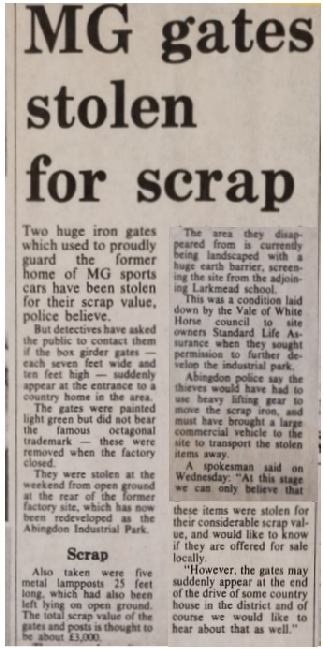 MG gates
stolen
for scrap
Two huge iron gates
which used to proudly
guard the former
home of MG sports
cars have been stolen
for their scrap value,
police believe.
But detectives have asked
the public to contact them
if the box girder gates —
each seven feet wide and
ten feet high — suddenly
appear at the entrance to a
country home in the area.
The gates were painted
light green but did not bear
the famous octagonal
trademark — these were
removed when the factory
closed.
They were stolen at the
weekend from open ground
at the rear of the former
factory site, which has now
been redeveloped as the
Abingdon Industrial Park.
Scrap
Also taken were five
metal lampposts 25 feet
long, which had also been
left lying on open ground.
The total scrap value of the
gates and posts is thought to
be about £3,000.
The area they disap-
peared from is currently
being landscaped with a
huge earth barrier, screen-
ing the site from the adjoin-
ing Larkmead school.
This was a condition laid
down by the Vale of White
Horse council to site
owners Standard Life As-
surance when they sought
permission to further de-
velop the industrial park.
Abingdon police say the
thieves would have had to
use heavy lifting gear to
move the scrap iron, and
must have brought a large
commercial vehicle to the
site to transport the stolen
items away.
A spokesman said on
Wednesday: "At this stage
we can only believe that
these items were stolen for
their considerable scrap val-
ue, and would like to know
if they are offered for sale
locally.
"However, the gates may
suddenly appear at the end
of the drive of some country
house in the district and of
course we would like to
hear about that as well."